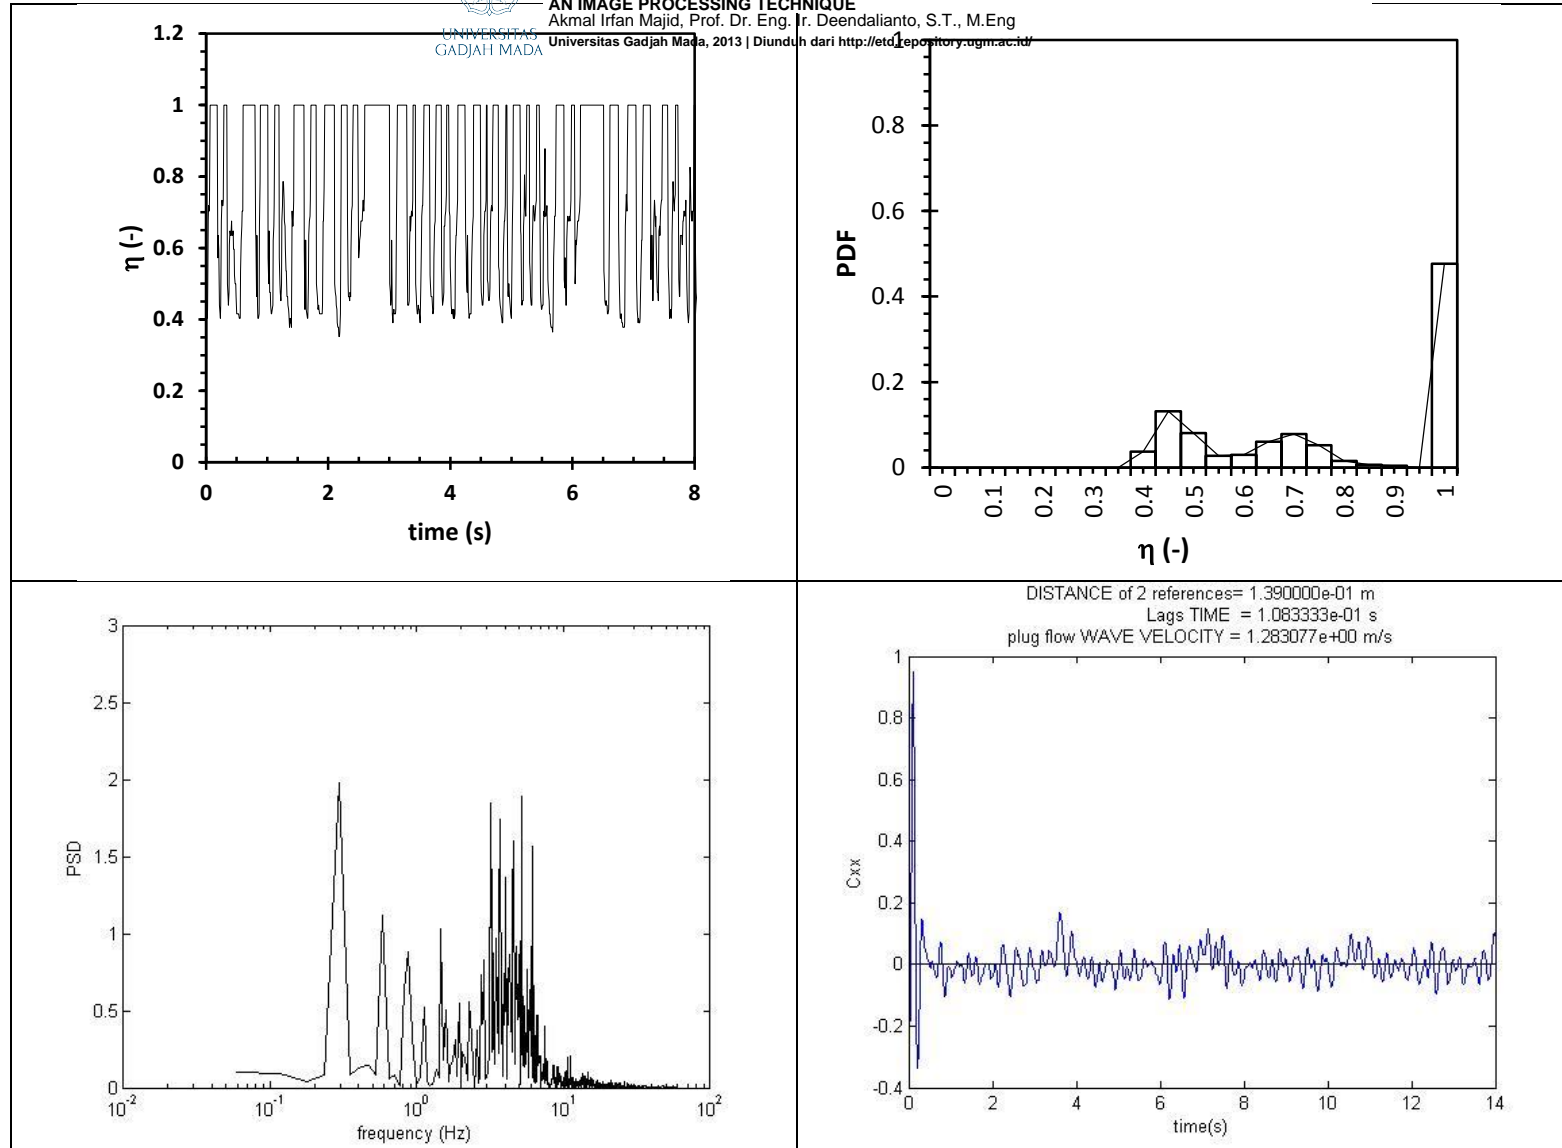 AN IMAGE PROCESSING TECHNIQUE
Akmal Irfan Majid, Prof. Dr. Eng. Ir. Deendalianto, S.T., M.Eng
UNIVERSITAS
GADJAH MADA
Universitas Gadjah Mada, 2013 | Diunduh dari http://etd.repository.ugm.ac.id/
1.2
1
0.8
0.6
0.4
0.2
0
η (-)
0 2 4 6 8
time (s)
1
0.8
0.6
0.4
0.2
0
PDF
0 0.1 0.2 0.3 0.4 0.5 0.6 0.7 0.8 0.9 1
η (-)
3
2.5
2
1.5
1
0.5
0
PSD
10^-2 10^-1 10^0 10^1 10^2
frequency (Hz)
DISTANCE of 2 references= 1.390000e-01 m
Lags TIME = 1.083333e-01 s
plug flow WAVE VELOCITY = 1.283077e+00 m/s
1
0.8
0.6
0.4
0.2
0
-0.2
-0.4
Cxx
0 2 4 6 8 10 12 14
time(s)